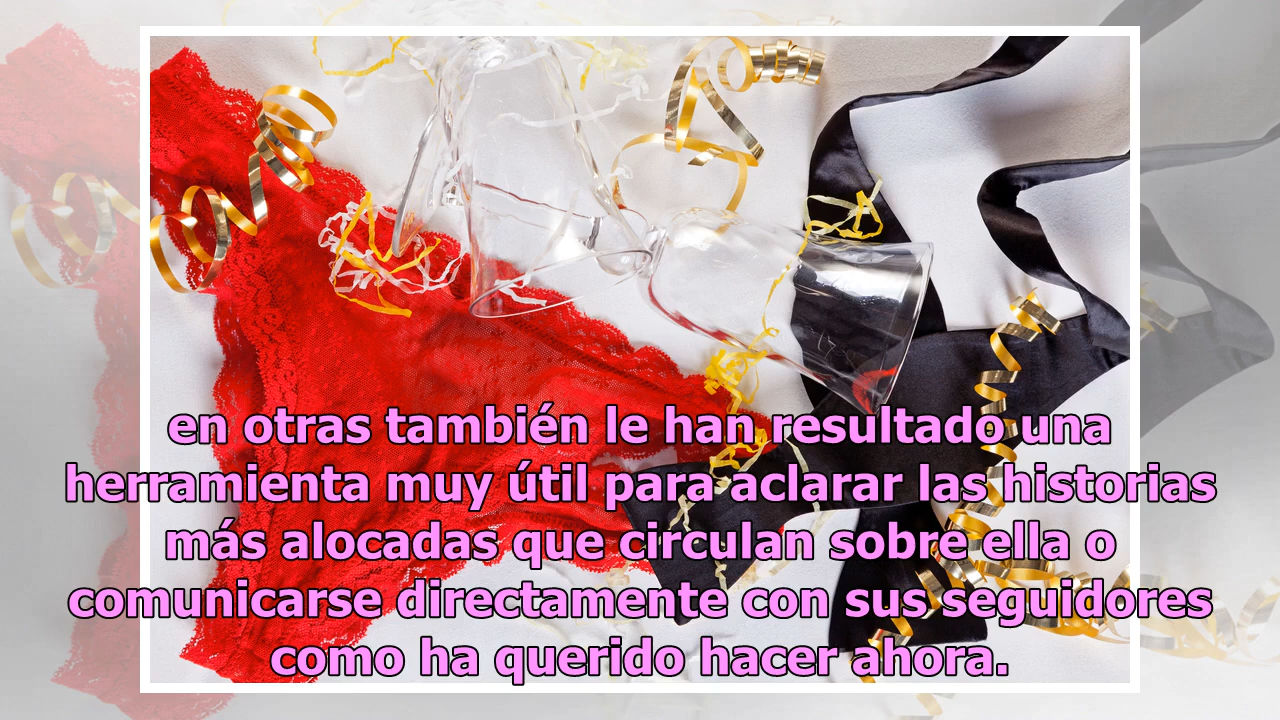 en otras también le han resultado una
herramienta muy útil para aclarar las historias
más alocadas que circulan sobre ella o
comunicarse directamente con sus seguidores
como ha querido hacer ahora.